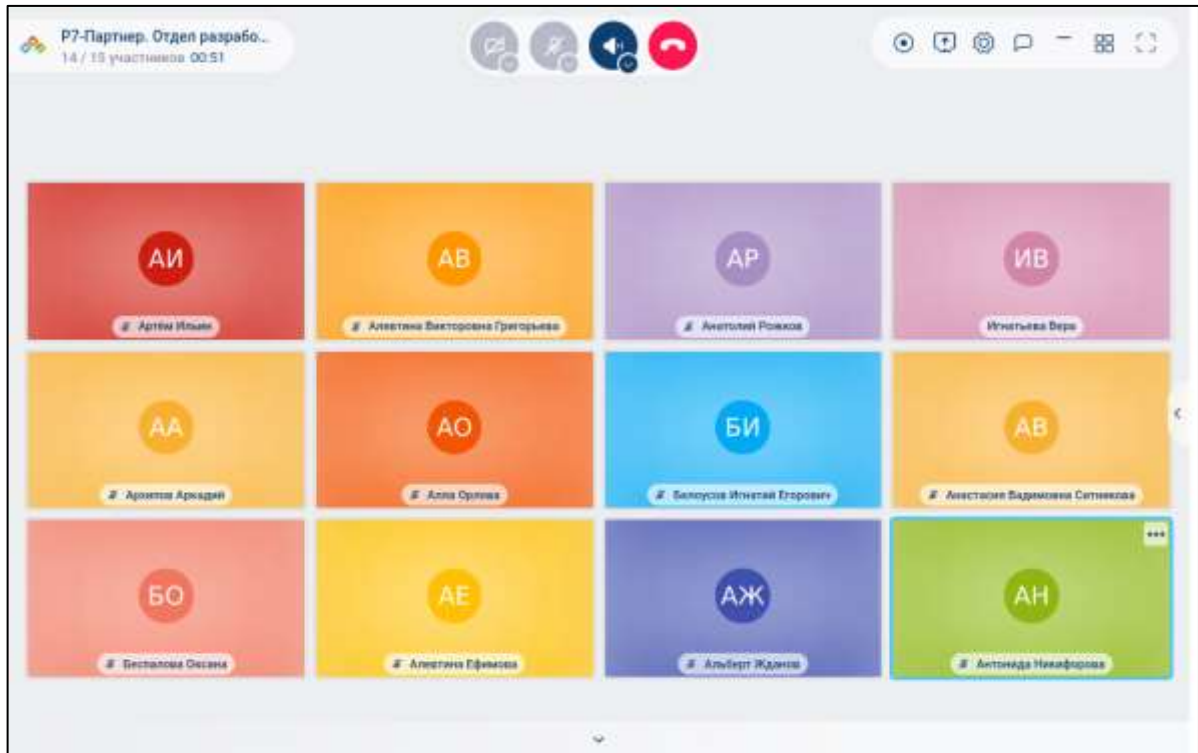 Р7-Партнер. Отдел разрабо...
14 / 15 участников 00:51
АИ
Артём Ильин
АВ
Алевтина Викторовна Григорьева
АР
Анатолий Рожков
ИВ
Игнатьева Вера
АА
Архипов Аркадий
АО
Алла Орлова
БИ
Белоусов Игнатий Егорович
АВ
Анастасия Вадимовна Ситникова
БО
Беспалова Оксана
АЕ
Алевтина Ефимова
АЖ
Альберт Жданов
АН
Антонида Никифорова